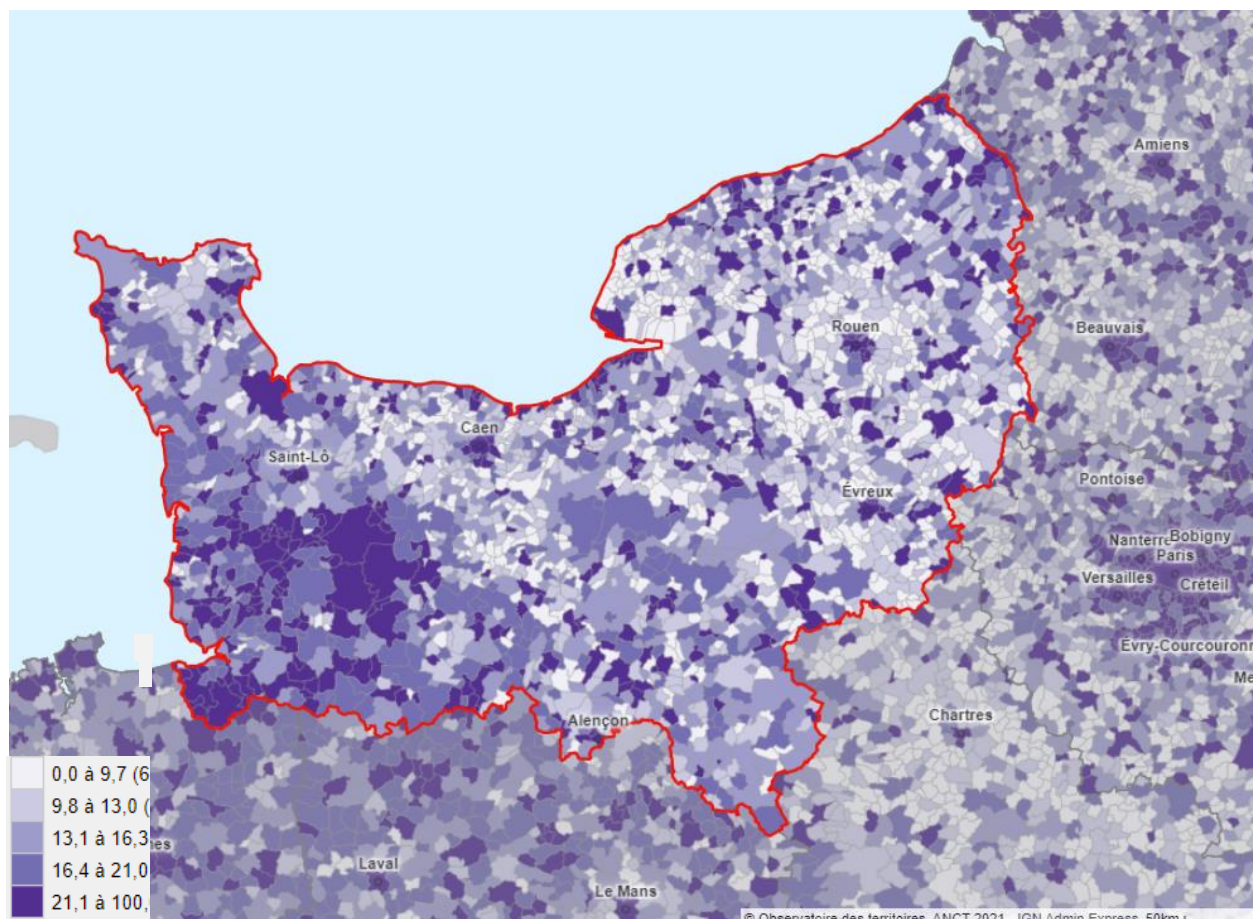 Amiens
Rouen
Beauvais
Caen
Saint-Lô
Pontoise
Évreux
Nanterre
Bobigny
Paris
Versailles
Créteil
Évry-Courcouronn
Me
Chartres
Alençon
0,0 à 9,7 (6
9,8 à 13,0 (
13,1 à 16,3
16,4 à 21,0
21,1 à 100,
nes
Laval
Le Mans
© Observatoire des territoires, ANCT 2021 - IGN Admin Express 50km